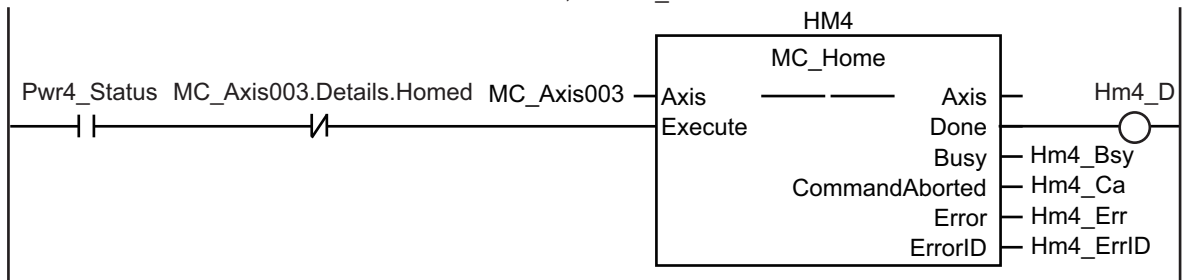 HM4
MC_Home
Pwr4_Status MC_Axis003.Details.Homed MC_Axis003 Axis Axis Hm4_D
Execute Done
Busy Hm4_Bsy
CommandAborted Hm4_Ca
Error Hm4_Err
ErrorID Hm4_ErrID